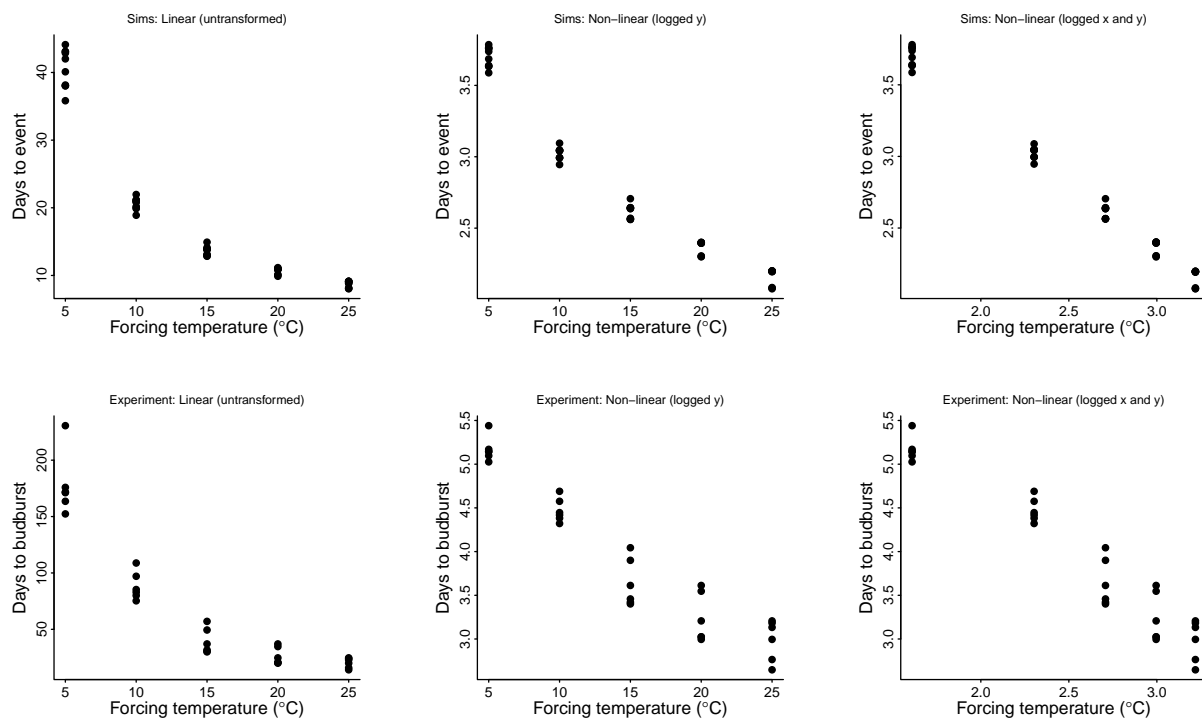 Sims: Linear (untransformed)
Days to event
10
20
30
40
5
10
15
20
25
Forcing temperature (°C)
Sims: Non−linear (logged y)
Days to event
2.5
3.0
3.5
5
10
15
20
25
Forcing temperature (°C)
Sims: Non−linear (logged x and y)
Days to event
2.5
3.0
3.5
2.0
2.5
3.0
Forcing temperature (°C)
Experiment: Linear (untransformed)
Days to budburst
50
100
150
200
5
10
15
20
25
Forcing temperature (°C)
Experiment: Non−linear (logged y)
Days to budburst
3.0
3.5
4.0
4.5
5.0
5.5
5
10
15
20
25
Forcing temperature (°C)
Experiment: Non−linear (logged x and y)
Days to budburst
3.0
3.5
4.0
4.5
5.0
5.5
2.0
2.5
3.0
Forcing temperature (°C)